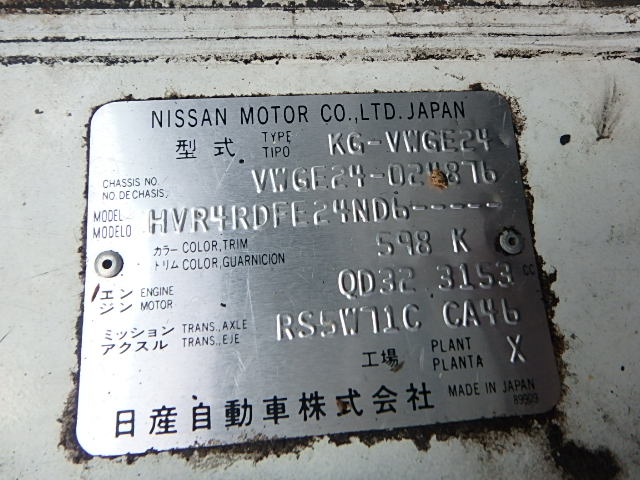 NISSAN MOTOR CO.,LTD. JAPAN
型式 TYPE TIPO KG-VWGE24
CHASSIS NO. NO.DECHASIS. VWGE24-024876
MODEL MODELO HVR4RDFE24ND6-----
カラー COLOR,TRIM トリム COLOR,GUARNICION 598 K
エンジン ENGINE MOTOR QD32 3153 CC
ミッション TRANS.,AXLE アクスル TRANS.,EJE RS5W71C CA46
工場 PLANT PLANTA X
日産自動車株式会社 MADE IN JAPAN
89909